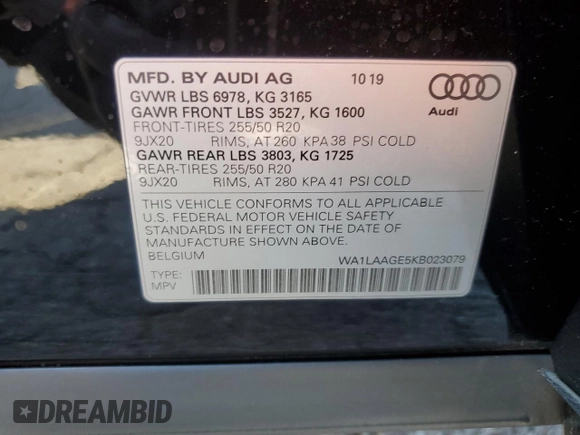 MFD. BY AUDI AG 10 19
GVWR LBS 6978, KG 3165
GAWR FRONT LBS 3527, KG 1600
FRONT-TIRES 255/50 R20
9JX20 RIMS, AT 260 KPA 38 PSI COLD
GAWR REAR LBS 3803, KG 1725
REAR-TIRES 255/50 R20
9JX20 RIMS, AT 280 KPA 41 PSI COLD
Audi
THIS VEHICLE CONFORMS TO ALL APPLICABLE
U.S. FEDERAL MOTOR VEHICLE SAFETY
STANDARDS IN EFFECT ON THE DATE OF
MANUFACTURE SHOWN ABOVE.
BELGIUM WA1LAAGE5KB023079
TYPE:
MPV
DREAMBID